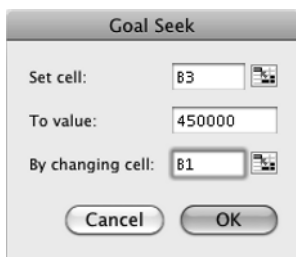 Goal Seek
Set cell: B3
To value: 450000
By changing cell: B1
Cancel OK